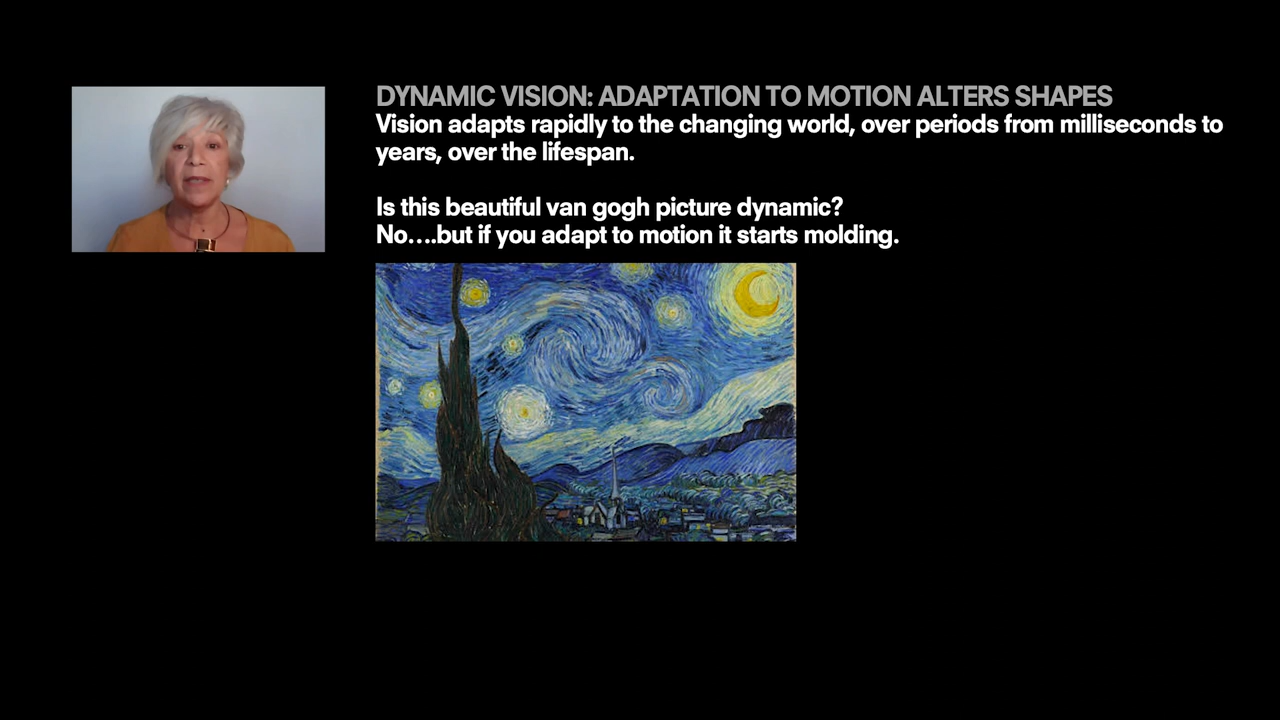 DYNAMIC VISION: ADAPTATION TO MOTION ALTERS SHAPES
Vision adapts rapidly to the changing world, over periods from milliseconds to
years, over the lifespan.
Is this beautiful van gogh picture dynamic?
No....but if you adapt to motion it starts molding.